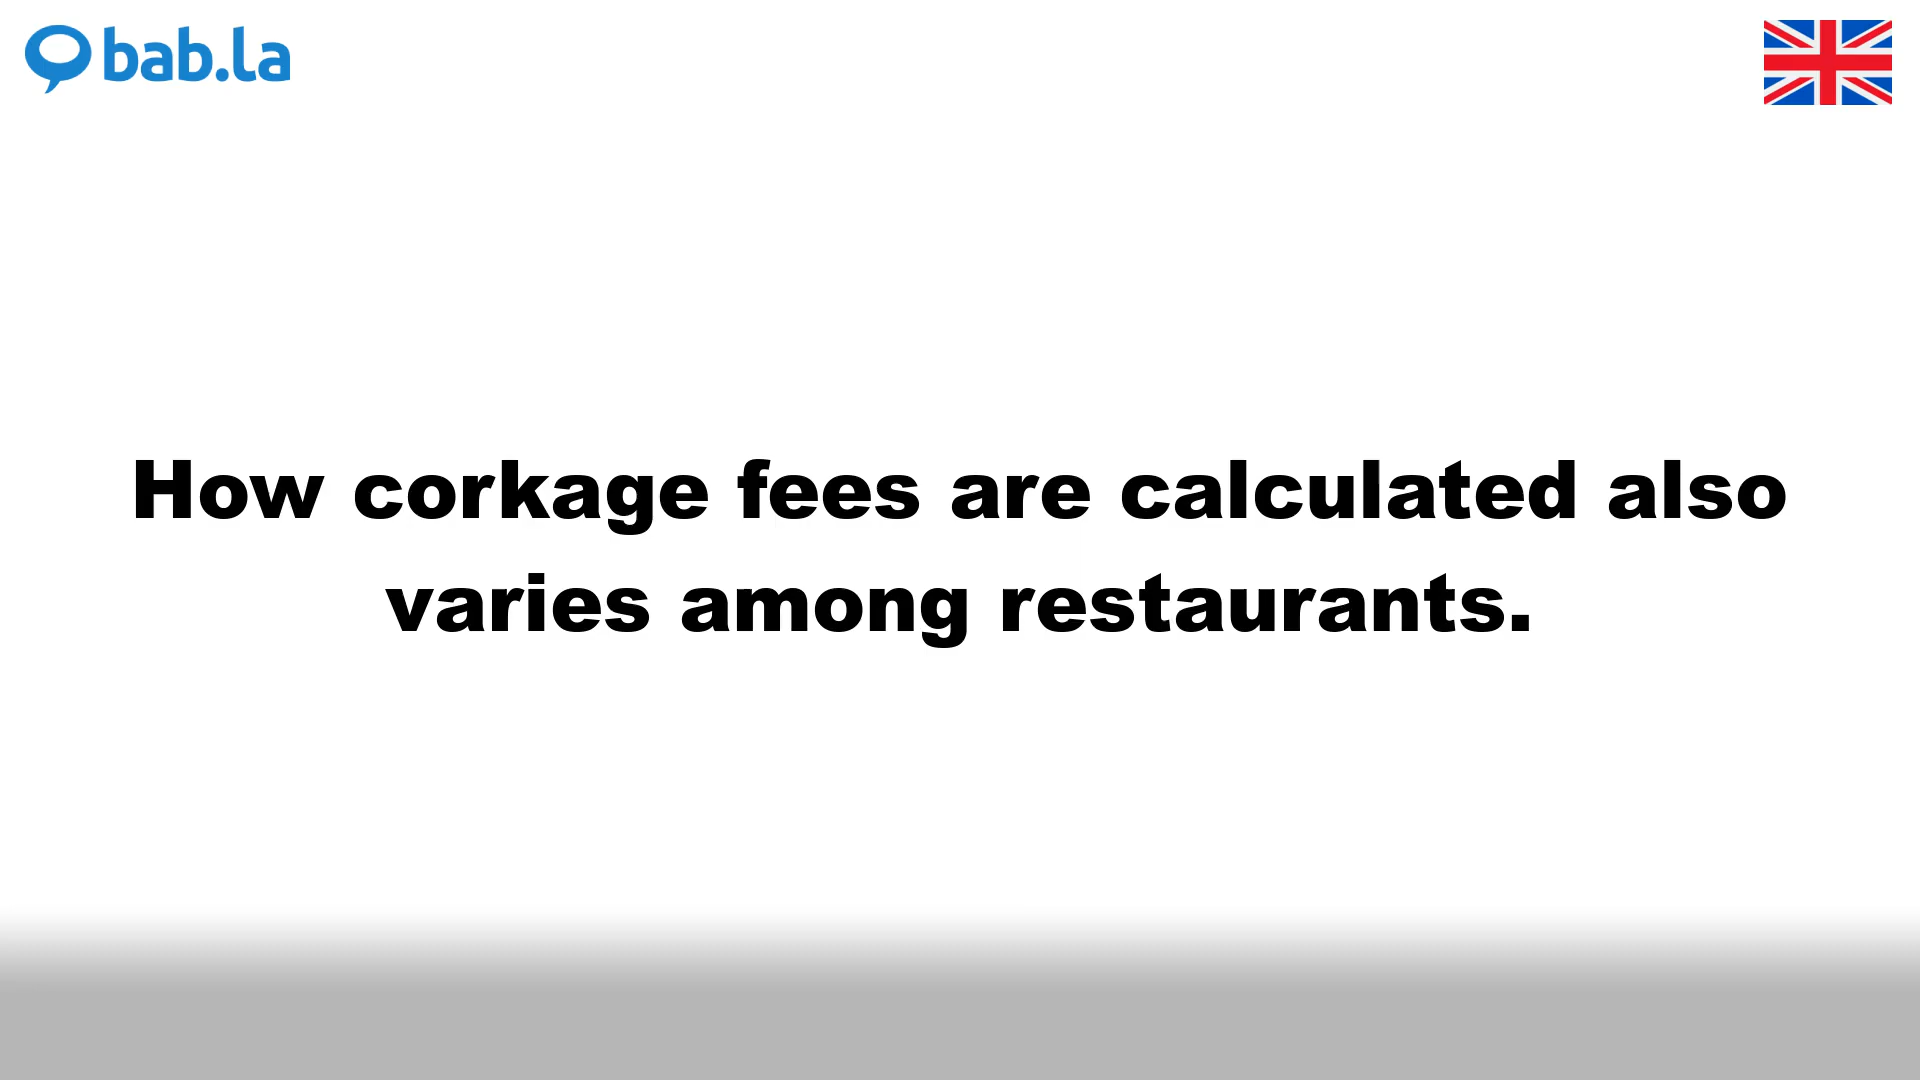 bab.la
How corkage fees are calculated also
varies among restaurants.